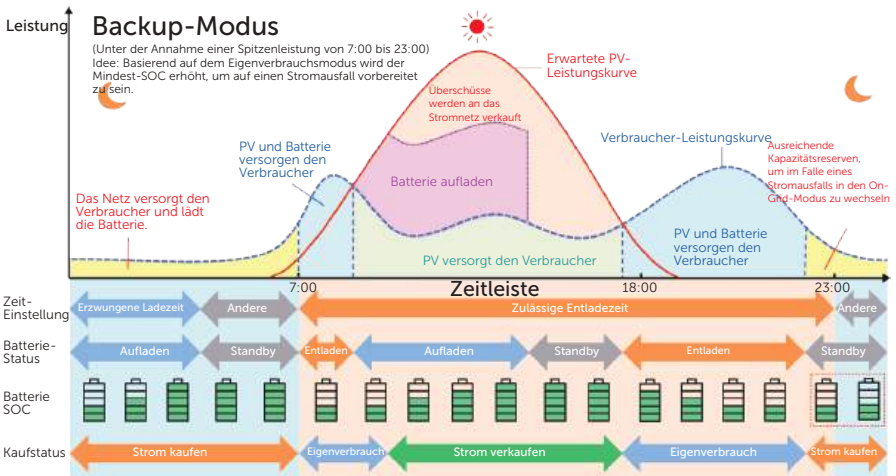 Leistung
Backup-Modus
(Unter der Annahme einer Spitzenleistung von 7:00 bis 23:00)
Idee: Basierend auf dem Eigenverbrauchsmodus wird der
Mindest-SOC erhöht, um auf einen Stromausfall vorbereitet
zu sein.
Erwartete PV-
Leistungskurve
Überschüsse
werden an das
Stromnetz verkauft
PV und Batterie
versorgen den
Verbraucher
Verbraucher-Leistungskurve
Ausreichende
Kapazitätsreserven,
um im Falle eines
Stromausfalls in den On-
Grid-Modus zu wechseln
Batterie aufladen
Das Netz versorgt den
Verbraucher und lädt
die Batterie.
PV versorgt den Verbraucher
PV und Batterie
versorgen den
Verbraucher
7:00
Zeitleiste
18:00
23:00
Zeit-
Einstellung
Erzwungene Ladezeit
Andere
Zulässige Entladezeit
Andere
Batterie-
Status
Aufladen
Standby
Entladen
Aufladen
Standby
Entladen
Standby
Batterie
SOC
Kaufstatus
Strom kaufen
Eigenverbrauch
Strom verkaufen
Eigenverbrauch
Strom kaufen